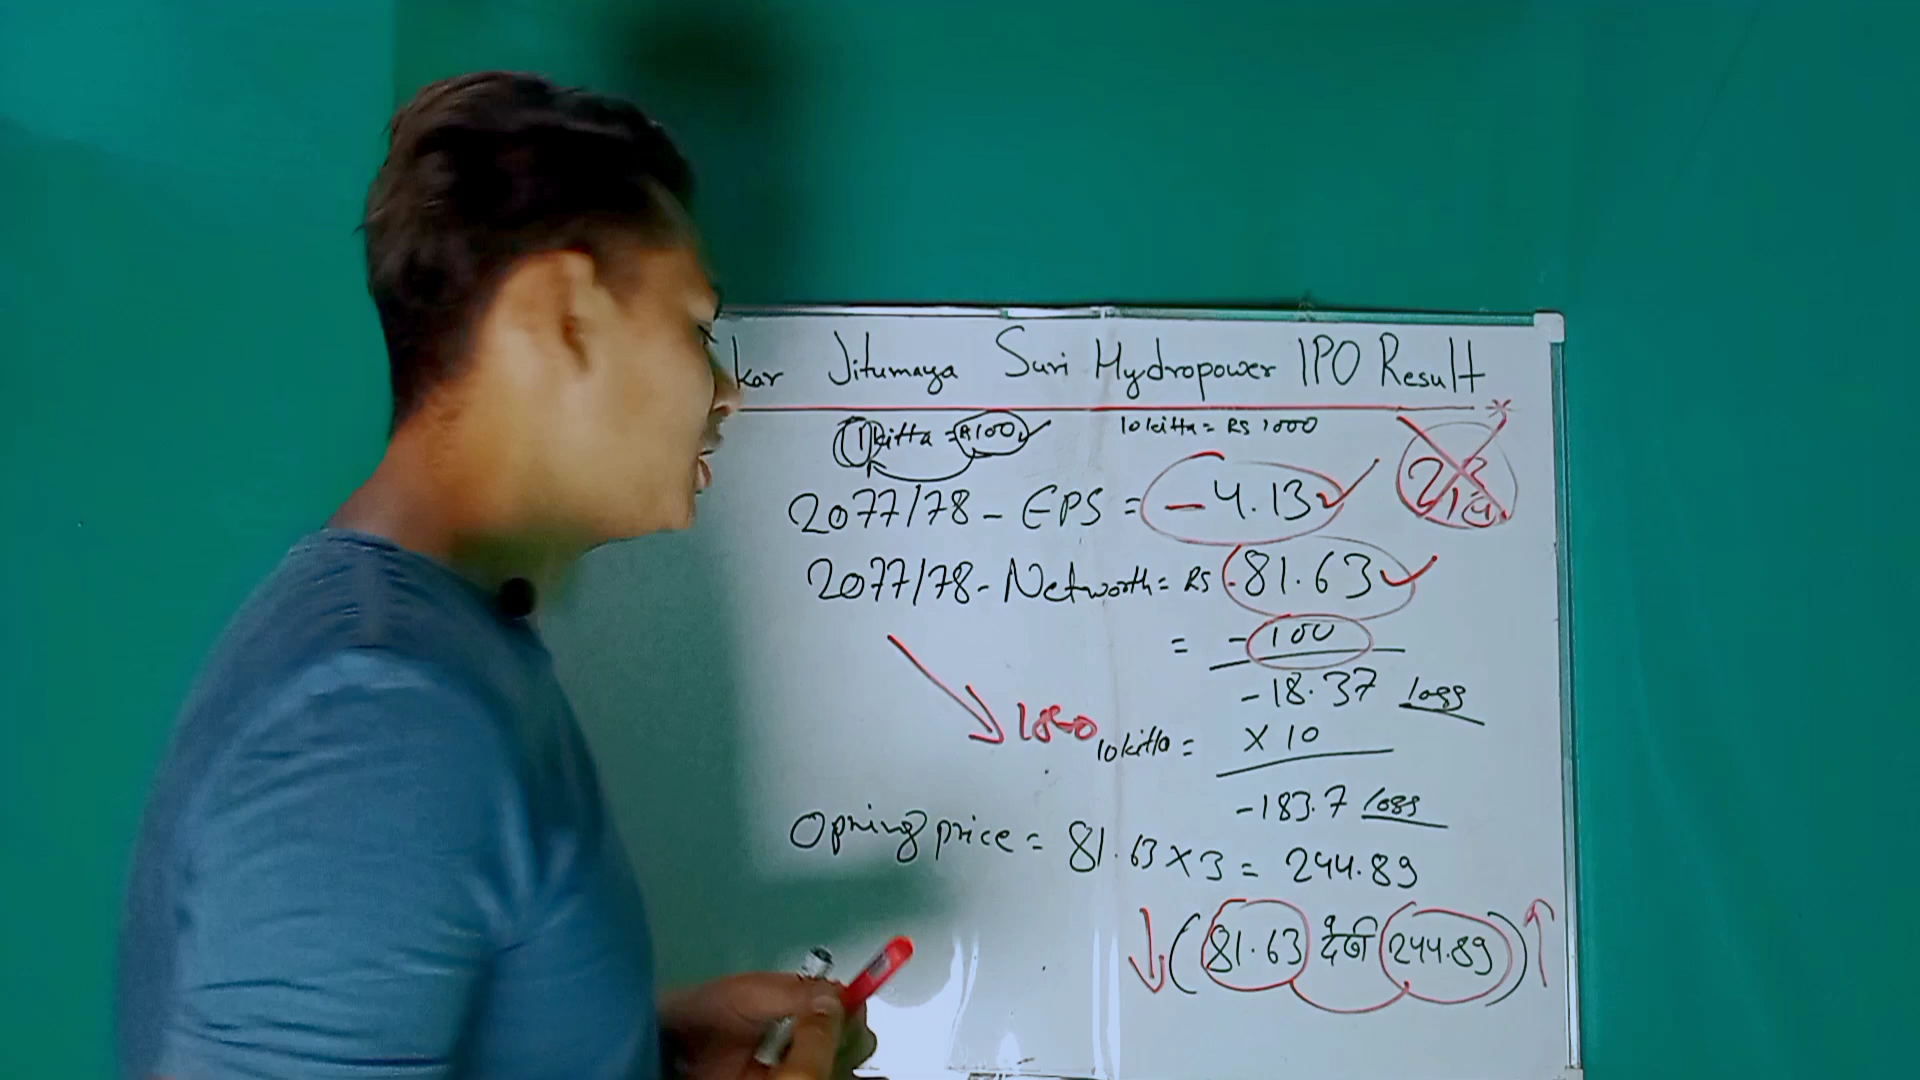 kar Jitumaya Suri Hydropower IPO Result
1 kitta = R 100
10 kitta = Rs 1000
2077/78 - EPS = -4.13
2077/78 - Networth = Rs 81.63
= - 100
-18.37 loss
10 kitta = X 10
-183.7 loss
Opning price = 81.63 X 3 = 244.89
(81.63 देखी 244.89)